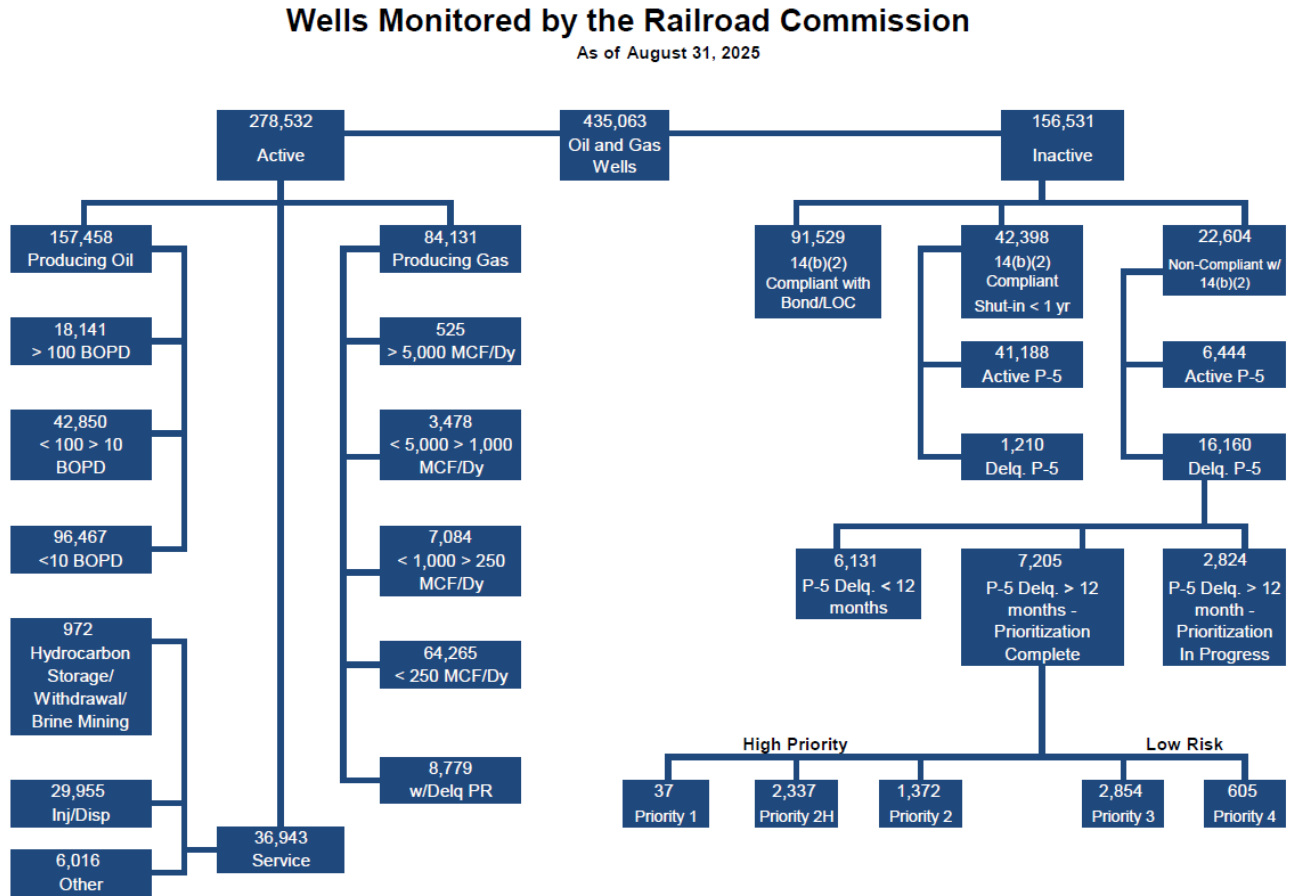 Wells Monitored by the Railroad Commission
As of August 31, 2025
278,532
Active
435,063
Oil and Gas
Wells
156,531
Inactive
157,458
Producing Oil
18,141
> 100 BOPD
42,850
< 100 > 10
BOPD
96,467
<10 BOPD
84,131
Producing Gas
525
> 5,000 MCF/Dy
3,478
< 5,000 > 1,000
MCF/Dy
7,084
< 1,000 > 250
MCF/Dy
64,265
< 250 MCF/Dy
8,779
w/Delq PR
972
Hydrocarbon
Storage/
Withdrawal/
Brine Mining
29,955
Inj/Disp
6,016
Other
36,943
Service
91,529
14(b)(2)
Compliant with
Bond/LOC
42,398
14(b)(2)
Compliant
Shut-in < 1 yr
41,188
Active P-5
1,210
Delq. P-5
22,604
Non-Compliant w/
14(b)(2)
6,444
Active P-5
16,160
Delq. P-5
6,131
P-5 Delq. < 12
months
7,205
P-5 Delq. > 12
months -
Prioritization
Complete
2,824
P-5 Delq. > 12
month -
Prioritization
In Progress
High Priority
Low Risk
37
Priority 1
2,337
Priority 2H
1,372
Priority 2
2,854
Priority 3
605
Priority 4